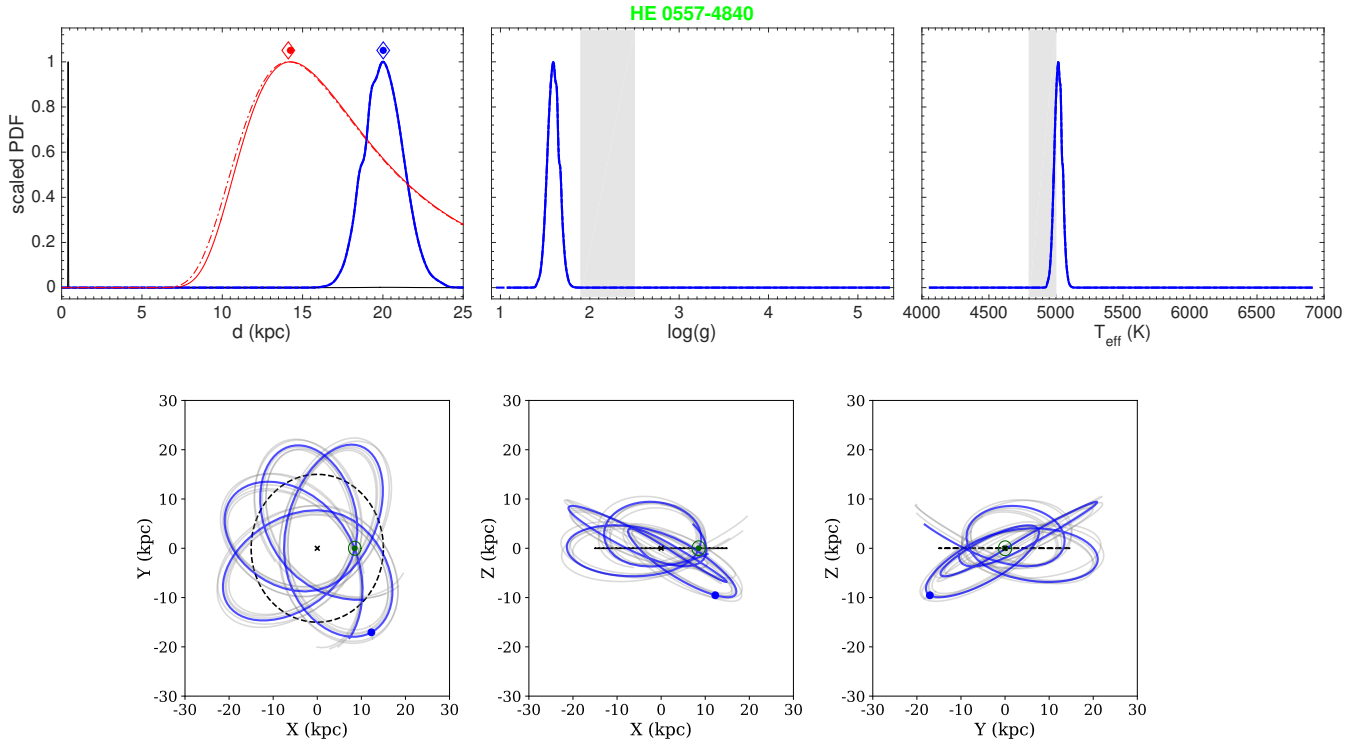 HE 0557-4840
scaled PDF
1
0.8
0.6
0.4
0.2
0
0 5 10 15 20 25
d (kpc)
1 2 3 4 5
log(g)
4000 4500 5000 5500 6000 6500 7000
T_eff (K)
Y (kpc)
30
20
10
0
-10
-20
-30
-30 -20 -10 0 10 20 30
X (kpc)
Z (kpc)
30
20
10
0
-10
-20
-30
-30 -20 -10 0 10 20 30
X (kpc)
Z (kpc)
30
20
10
0
-10
-20
-30
-30 -20 -10 0 10 20 30
Y (kpc)